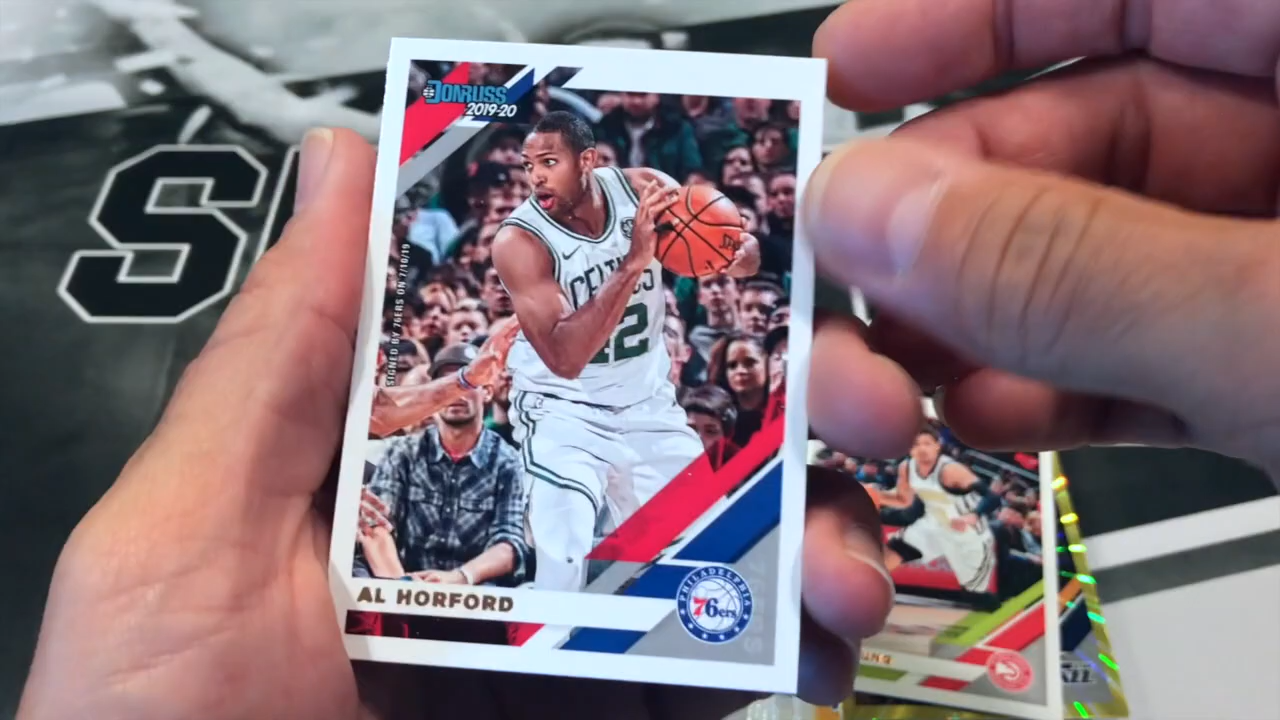 DONRUSS
2019-20
SIGNED BY 76ERS ON 7/10/19
CELTICS
42
AL HORFORD
PHILADELPHIA
76ers